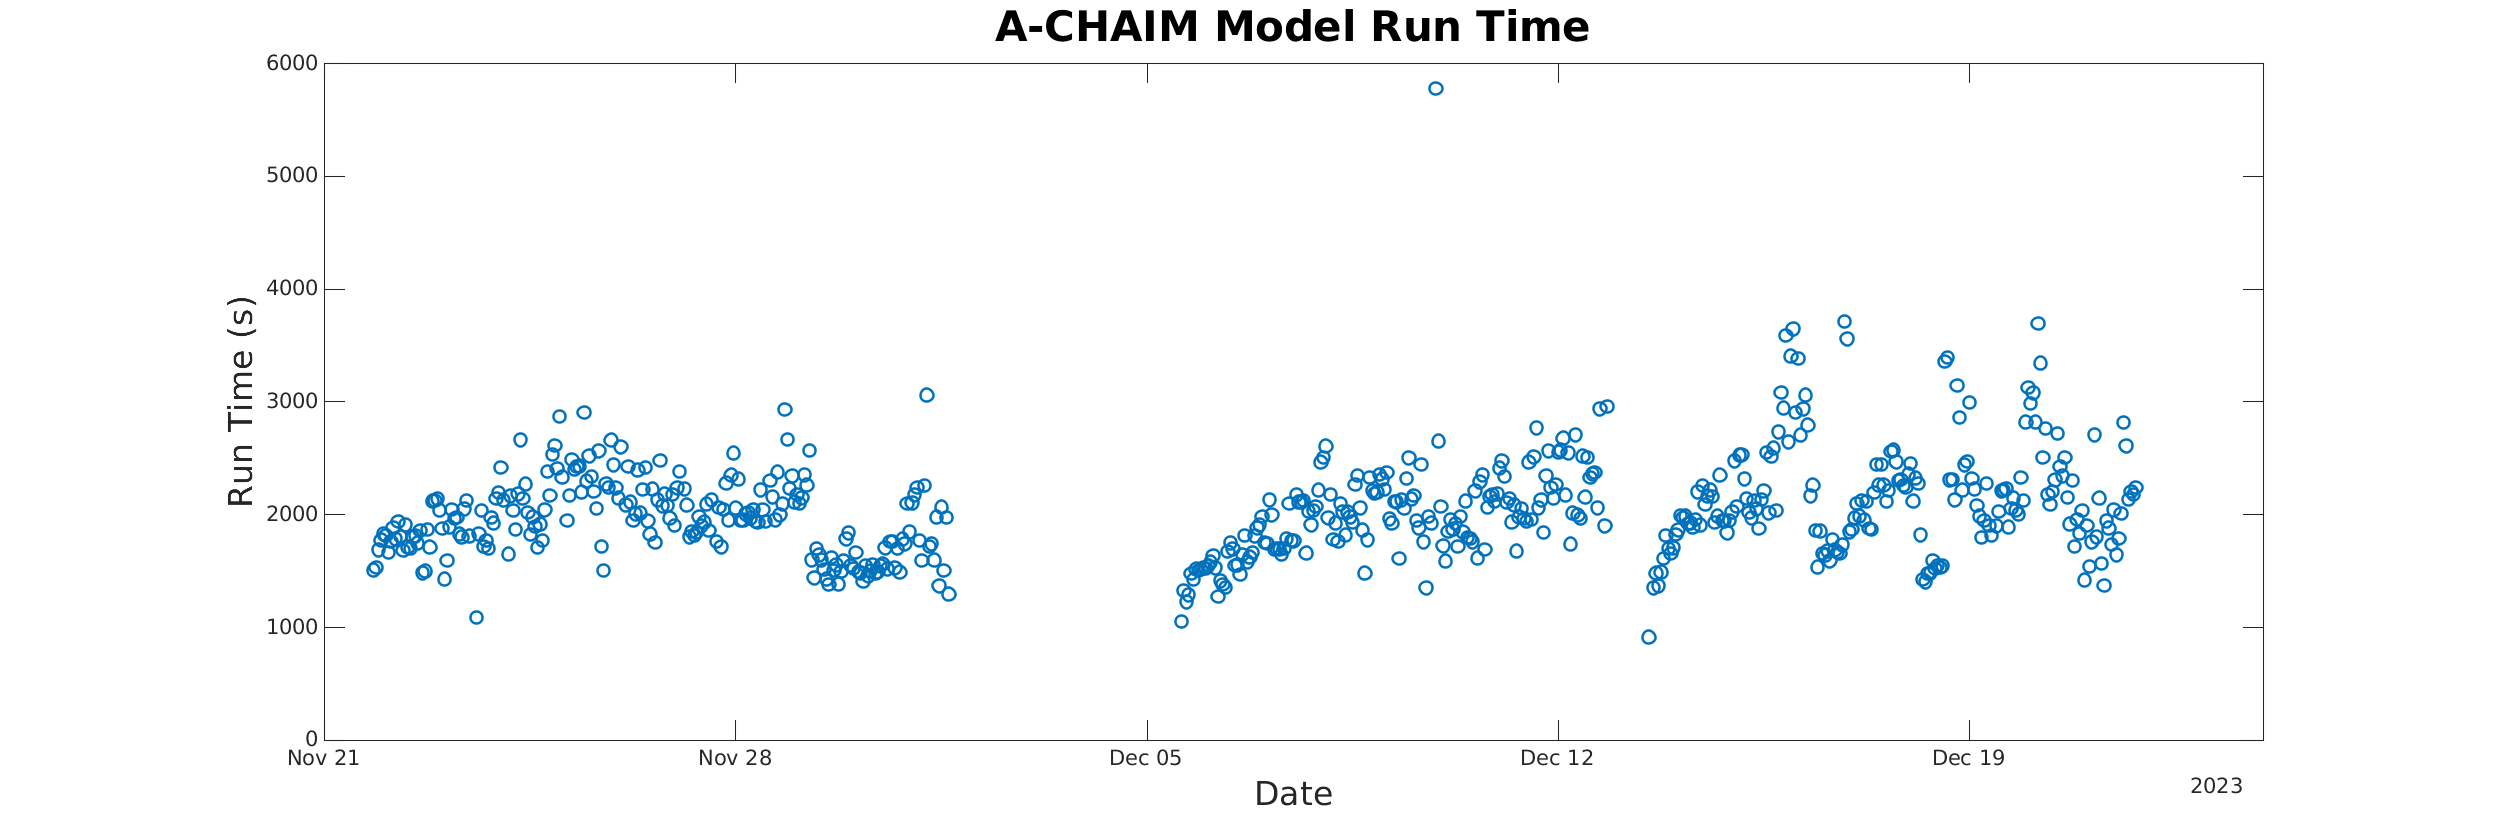 A-CHAIM Model Run Time
6000
5000
4000
3000
2000
1000
0
Run Time (s)
Nov 21
Nov 28
Dec 05
Dec 12
Dec 19
2023
Date